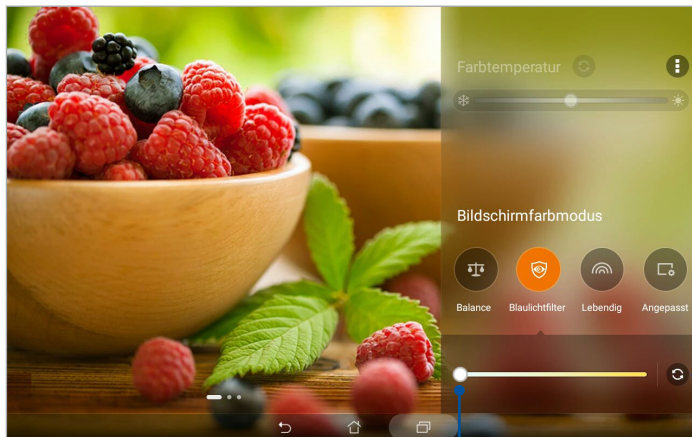 Farbtemperatur
Bildschirmfarbmodus
Balance Blaulichtfilter Lebendig Angepasst